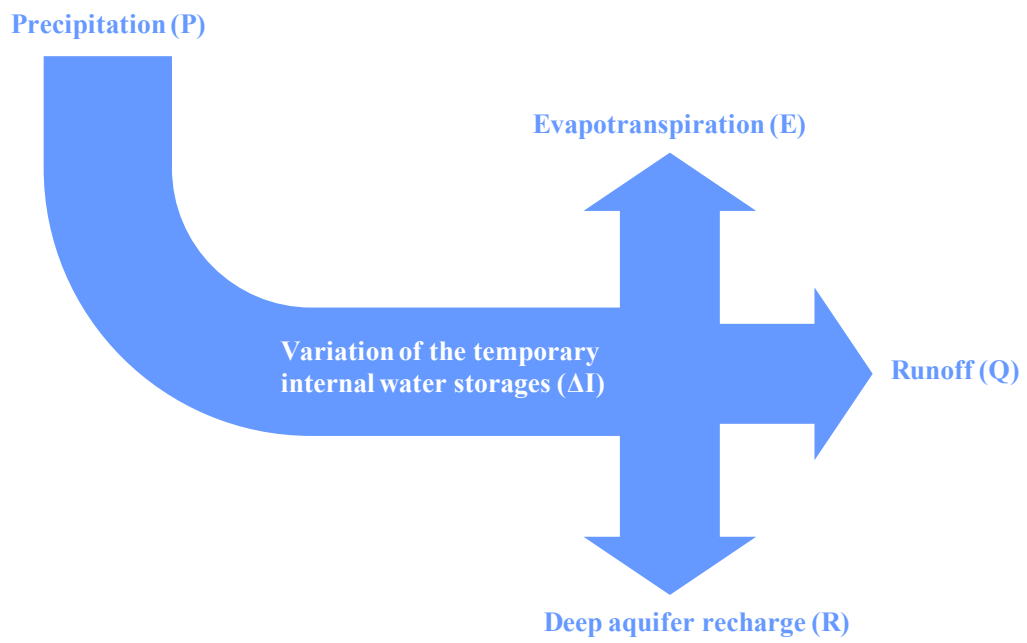 Precipitation (P)
Evapotranspiration (E)
Variation of the temporary
internal water storages (ΔI)
Runoff (Q)
Deep aquifer recharge (R)